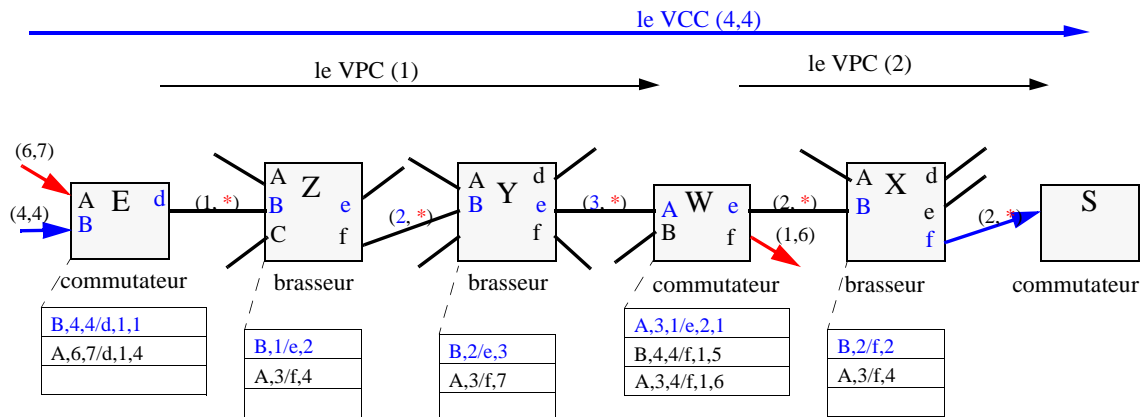 le VCC (4,4)
le VPC (1)
le VPC (2)
(6,7)
(4,4)
A E d
B
(1, *)
A Z
B e
C f
(2, *)
A Y d
B e
f
(3, *)
A W e
B f
(2, *)
(1,6)
A X d
B e
f
(2, *)
S
commutateur
brasseur
brasseur
commutateur
brasseur
commutateur
B,4,4/d,1,1
A,6,7/d,1,4
B,1/e,2
A,3/f,4
B,2/e,3
A,3/f,7
A,3,1/e,2,1
B,4,4/f,1,5
A,3,4/f,1,6
B,2/f,2
A,3/f,4